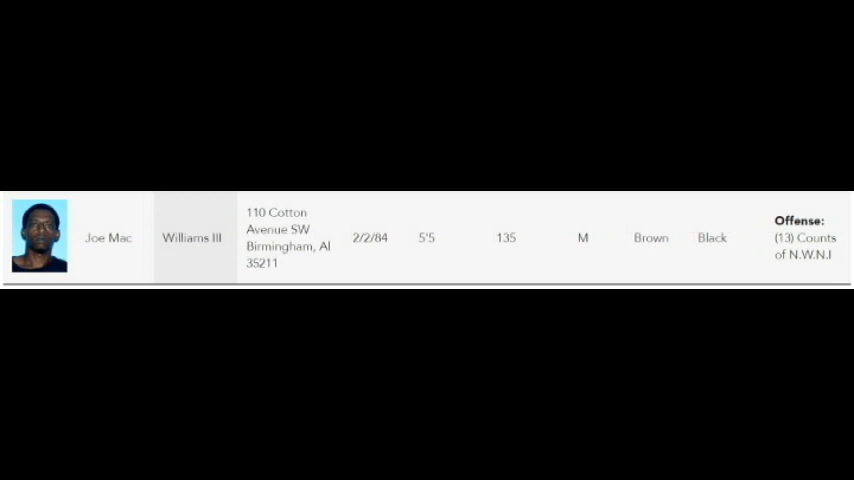 Joe Mac
Williams III
110 Cotton
Avenue SW
Birmingham, Al
35211
2/2/84
5'5
135
M
Brown
Black
Offense:
(13) Counts
of N.W.N.I